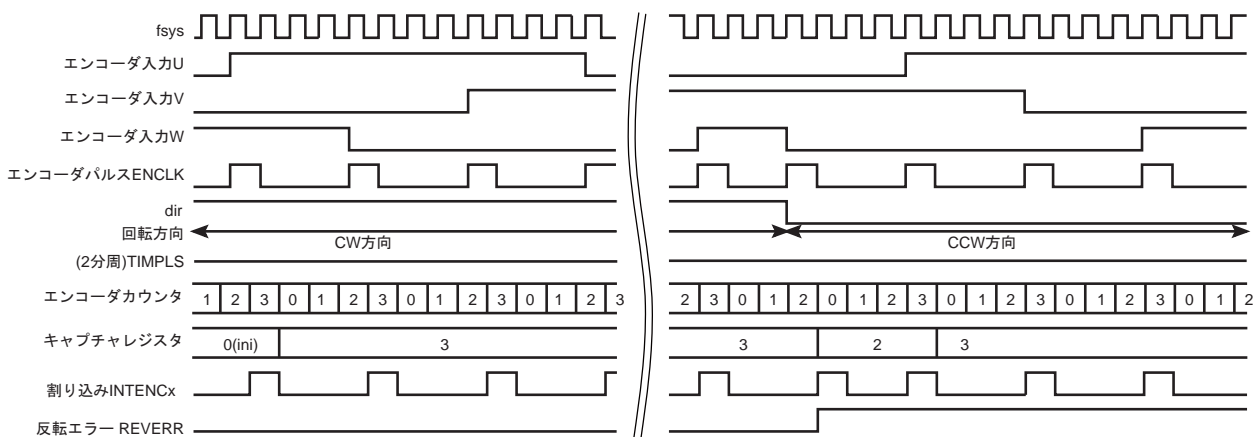 fsys
エンコーダ入力U
エンコーダ入力V
エンコーダ入力W
エンコーダパルスENCLK
dir
回転方向
CW方向
CCW方向
(2分周)TIMPLS
エンコーダカウンタ 1 2 3 0 1 2 3 0 1 2 3 0 1 2 3 2 3 0 1 2 0 1 2 3 0 1 2 3 0 1 2 3 0 1 2
キャプチャレジスタ 0(ini) 3 3 2 3
割り込みINTENCx
反転エラー REVERR